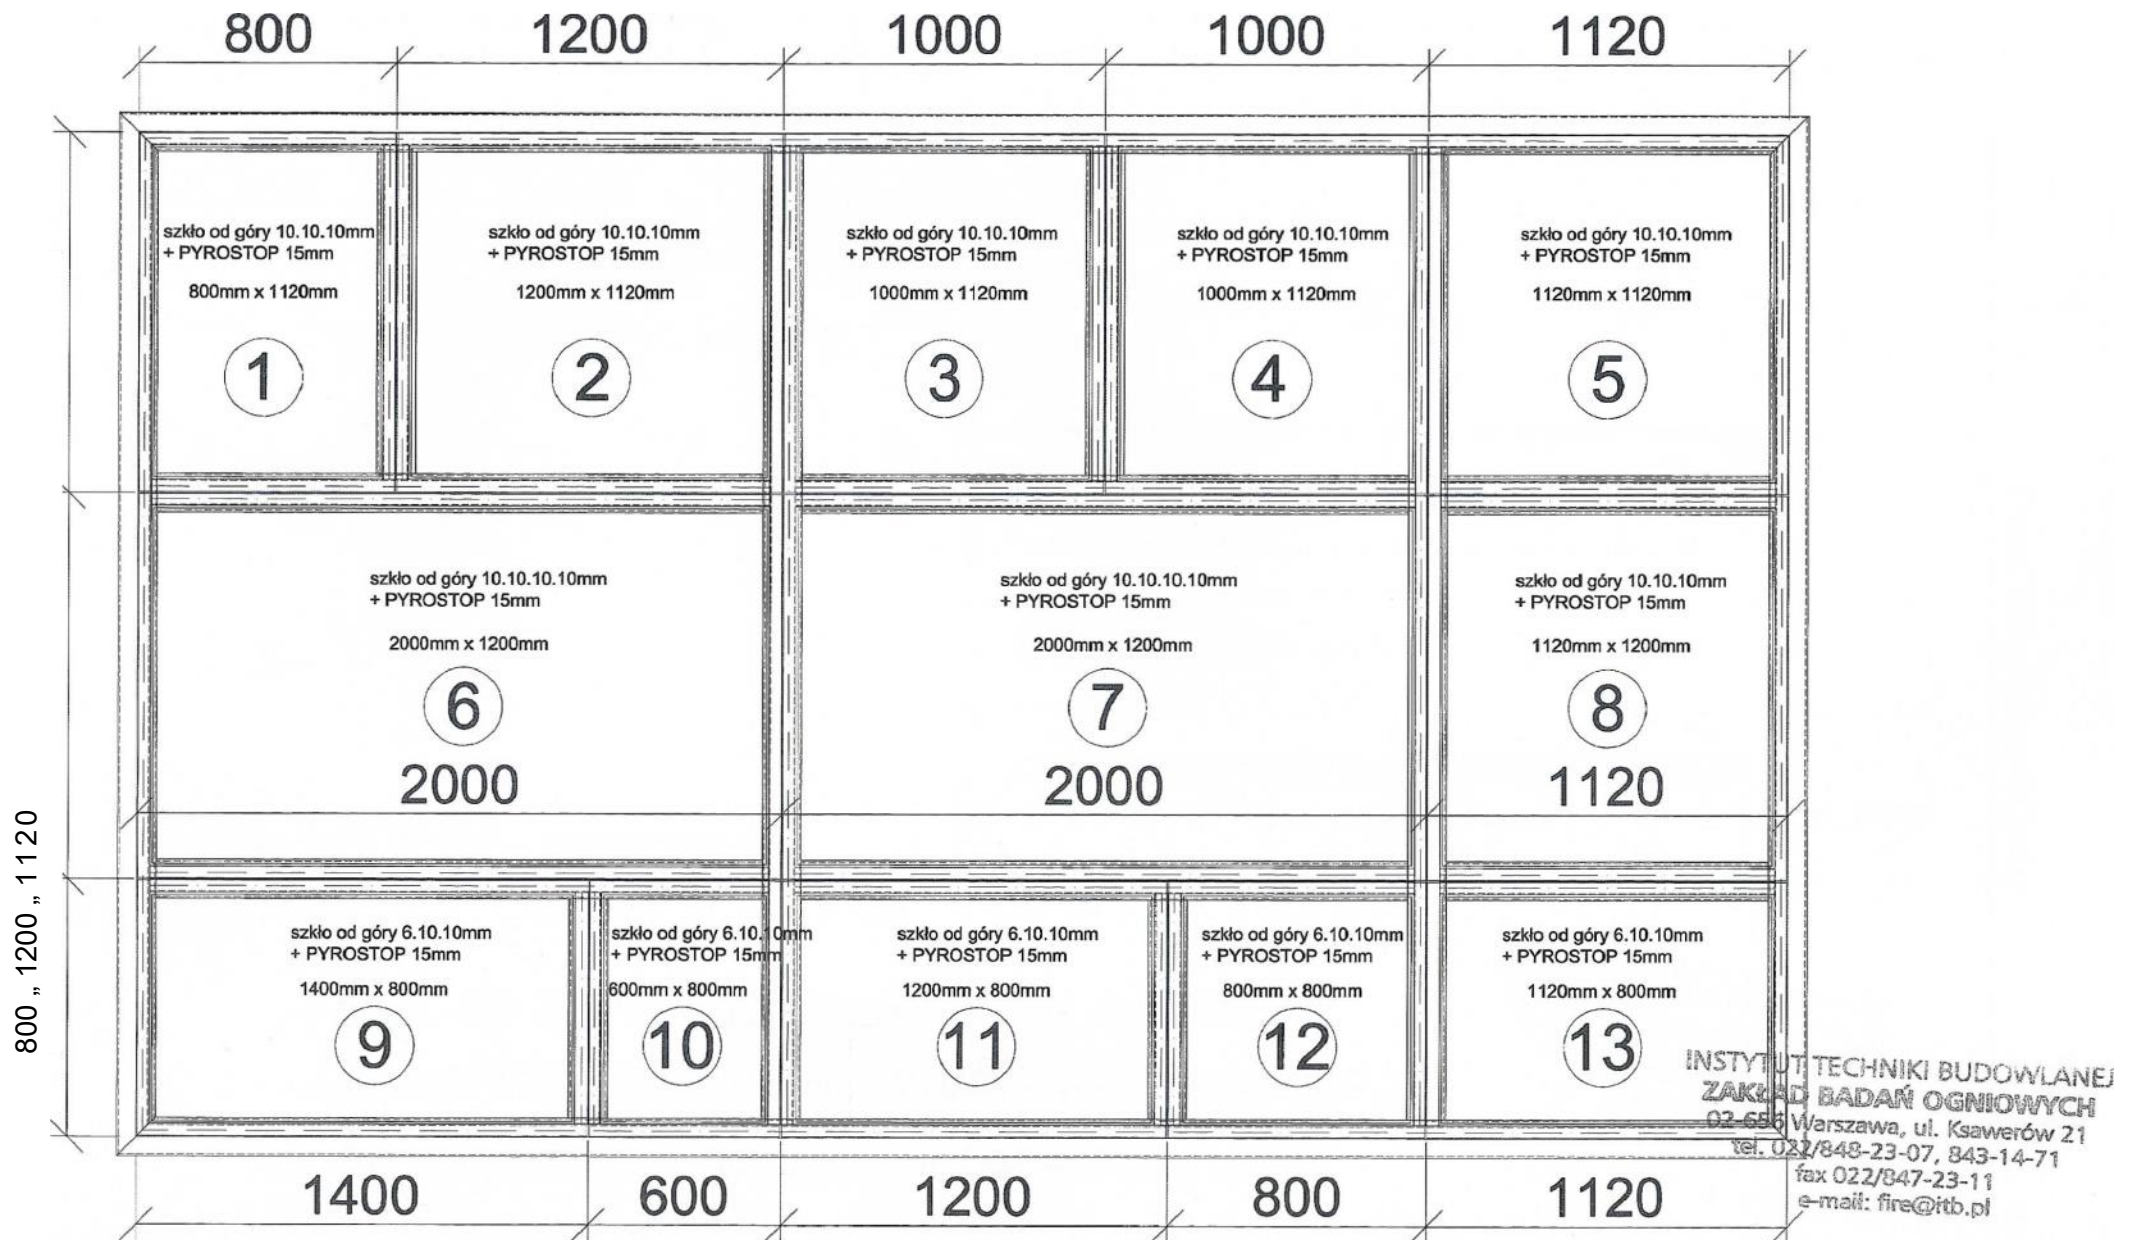 800
1200
1000
1000
1120
szkło od góry 10.10.10mm
+ PYROSTOP 15mm
800mm x 1120mm
1
szkło od góry 10.10.10mm
+ PYROSTOP 15mm
1200mm x 1120mm
2
szkło od góry 10.10.10mm
+ PYROSTOP 15mm
1000mm x 1120mm
3
szkło od góry 10.10.10mm
+ PYROSTOP 15mm
1000mm x 1120mm
4
szkło od góry 10.10.10mm
+ PYROSTOP 15mm
1120mm x 1120mm
5
szkło od góry 10.10.10.10mm
+ PYROSTOP 15mm
2000mm x 1200mm
6
2000
szkło od góry 10.10.10.10mm
+ PYROSTOP 15mm
2000mm x 1200mm
7
2000
szkło od góry 10.10.10mm
+ PYROSTOP 15mm
1120mm x 1200mm
8
1120
800 „ 1200 „ 1120
szkło od góry 6.10.10mm
+ PYROSTOP 15mm
1400mm x 800mm
9
szkło od góry 6.10.10mm
+ PYROSTOP 15mm
600mm x 800mm
10
szkło od góry 6.10.10mm
+ PYROSTOP 15mm
1200mm x 800mm
11
szkło od góry 6.10.10mm
+ PYROSTOP 15mm
800mm x 800mm
12
szkło od góry 6.10.10mm
+ PYROSTOP 15mm
1120mm x 800mm
13
INSTYTUT TECHNIKI BUDOWLANEJ
ZAKŁAD BADAŃ OGNIOWYCH
02-656 Warszawa, ul. Ksawerów 21
tel. 022/848-23-07, 843-14-71
fax 022/847-23-11
e-mail: fire@itb.pl
1400
600
1200
800
1120